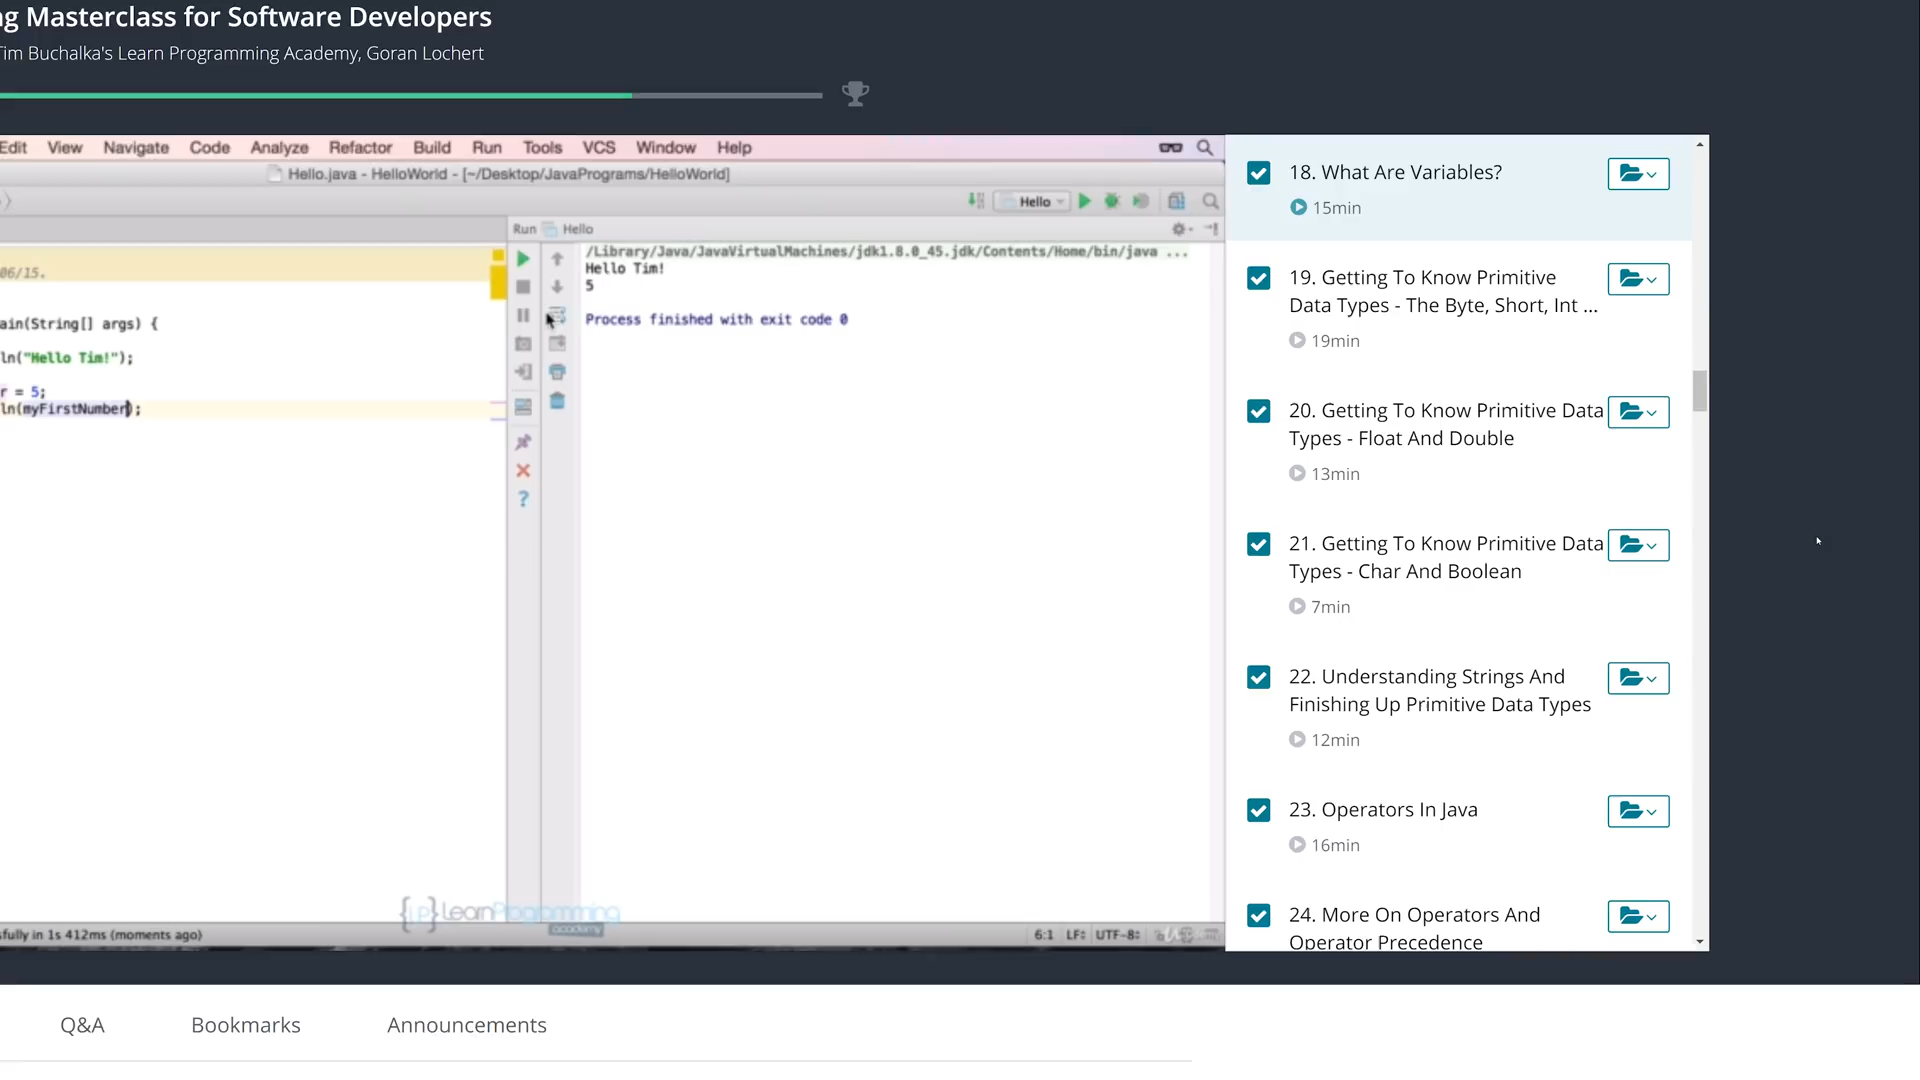 ng Masterclass for Software Developers
Tim Buchalka's Learn Programming Academy, Goran Lochert
Edit View Navigate Code Analyze Refactor Build Run Tools VCS Window Help
Hello.java - HelloWorld - [~/Desktop/JavaPrograms/HelloWorld]
Hello
Run Hello
/Library/Java/JavaVirtualMachines/jdk1.8.0_45.jdk/Contents/Home/bin/java ...
Hello Tim!
5
Process finished with exit code 0
06/15.
ain(String[] args) {
ln("Hello Tim!");
r = 5;
ln(myFirstNumber);
{LP} LearnProgramming
academy
sfully in 1s 412ms (moments ago)
6:1 LF÷ UTF-8÷
18. What Are Variables?
15min
19. Getting To Know Primitive
Data Types - The Byte, Short, Int ...
19min
20. Getting To Know Primitive Data
Types - Float And Double
13min
21. Getting To Know Primitive Data
Types - Char And Boolean
7min
22. Understanding Strings And
Finishing Up Primitive Data Types
12min
23. Operators In Java
16min
24. More On Operators And
Operator Precedence
Q&A Bookmarks Announcements